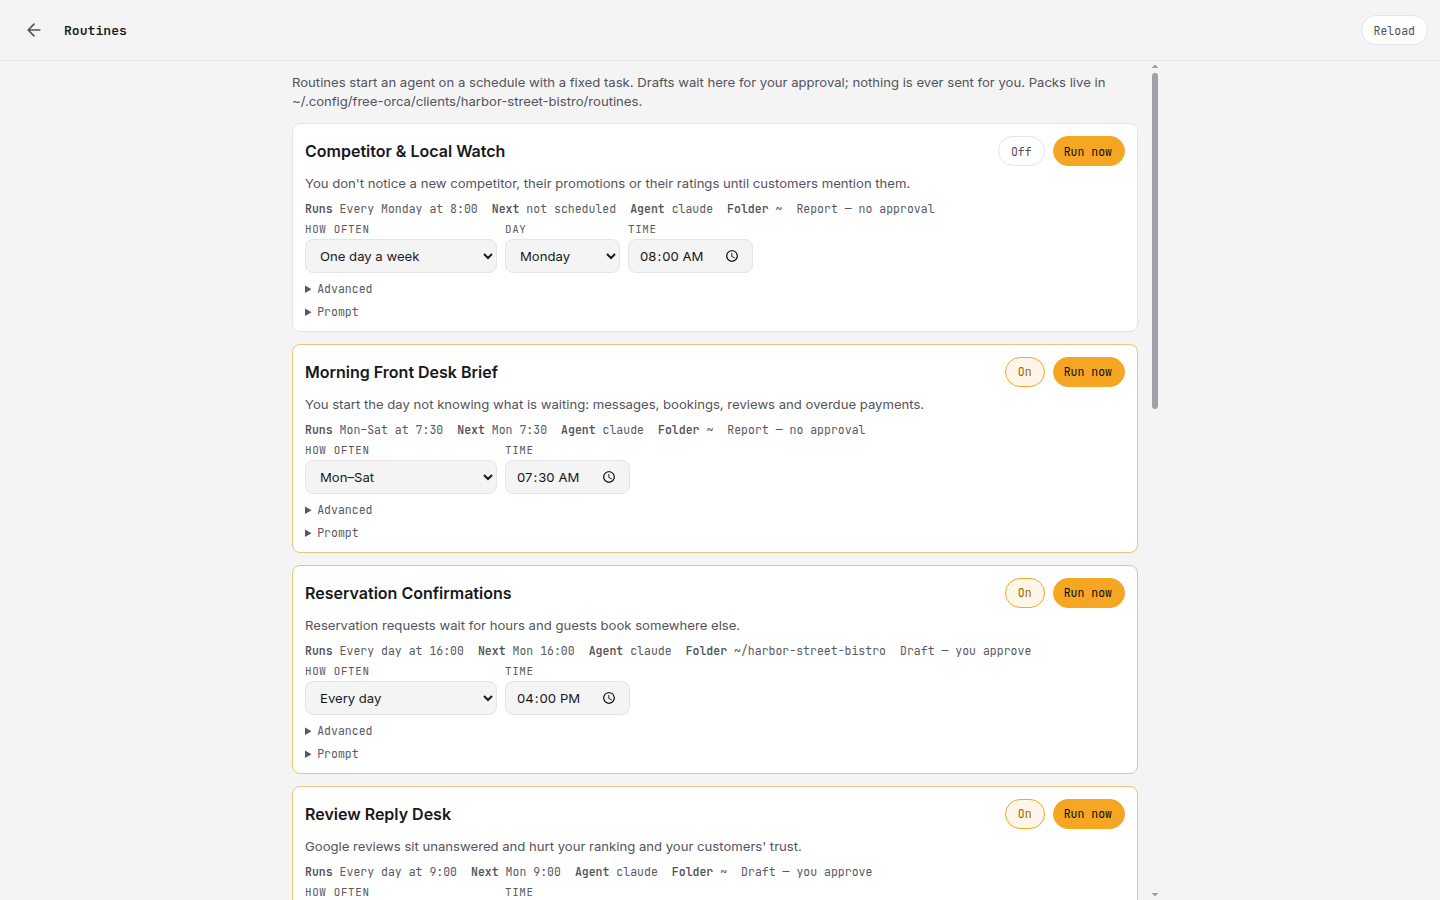 Routines
Reload
Routines start an agent on a schedule with a fixed task. Drafts wait here for your approval; nothing is ever sent for you. Packs live in
~/.config/free-orca/clients/harbor-street-bistro/routines.
Competitor & Local Watch
Off
Run now
You don't notice a new competitor, their promotions or their ratings until customers mention them.
Runs Every Monday at 8:00 Next not scheduled Agent claude Folder ~ Report — no approval
HOW OFTEN DAY TIME
One day a week Monday 08:00 AM
Advanced
Prompt
Morning Front Desk Brief
On
Run now
You start the day not knowing what is waiting: messages, bookings, reviews and overdue payments.
Runs Mon–Sat at 7:30 Next Mon 7:30 Agent claude Folder ~ Report — no approval
HOW OFTEN TIME
Mon–Sat 07:30 AM
Advanced
Prompt
Reservation Confirmations
On
Run now
Reservation requests wait for hours and guests book somewhere else.
Runs Every day at 16:00 Next Mon 16:00 Agent claude Folder ~/harbor-street-bistro Draft — you approve
HOW OFTEN TIME
Every day 04:00 PM
Advanced
Prompt
Review Reply Desk
On
Run now
Google reviews sit unanswered and hurt your ranking and your customers' trust.
Runs Every day at 9:00 Next Mon 9:00 Agent claude Folder ~ Draft — you approve
HOW OFTEN TIME